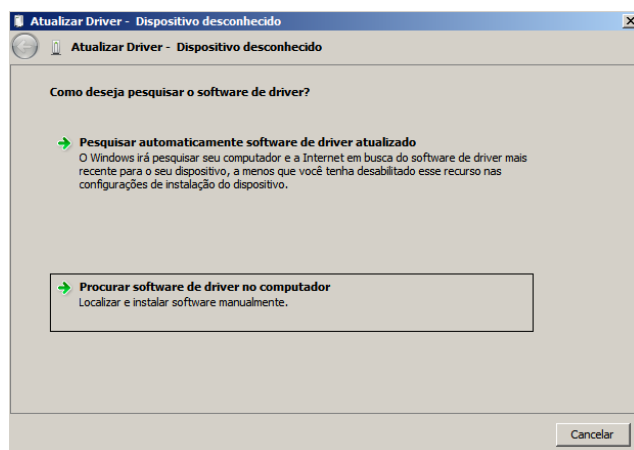 Atualizar Driver - Dispositivo desconhecido
Atualizar Driver - Dispositivo desconhecido
Como deseja pesquisar o software de driver?
Pesquisar automaticamente software de driver atualizado
O Windows irá pesquisar seu computador e a Internet em busca do software de driver mais
recente para o seu dispositivo, a menos que você tenha desabilitado esse recurso nas
configurações de instalação do dispositivo.
Procurar software de driver no computador
Localizar e instalar software manualmente.
Cancelar